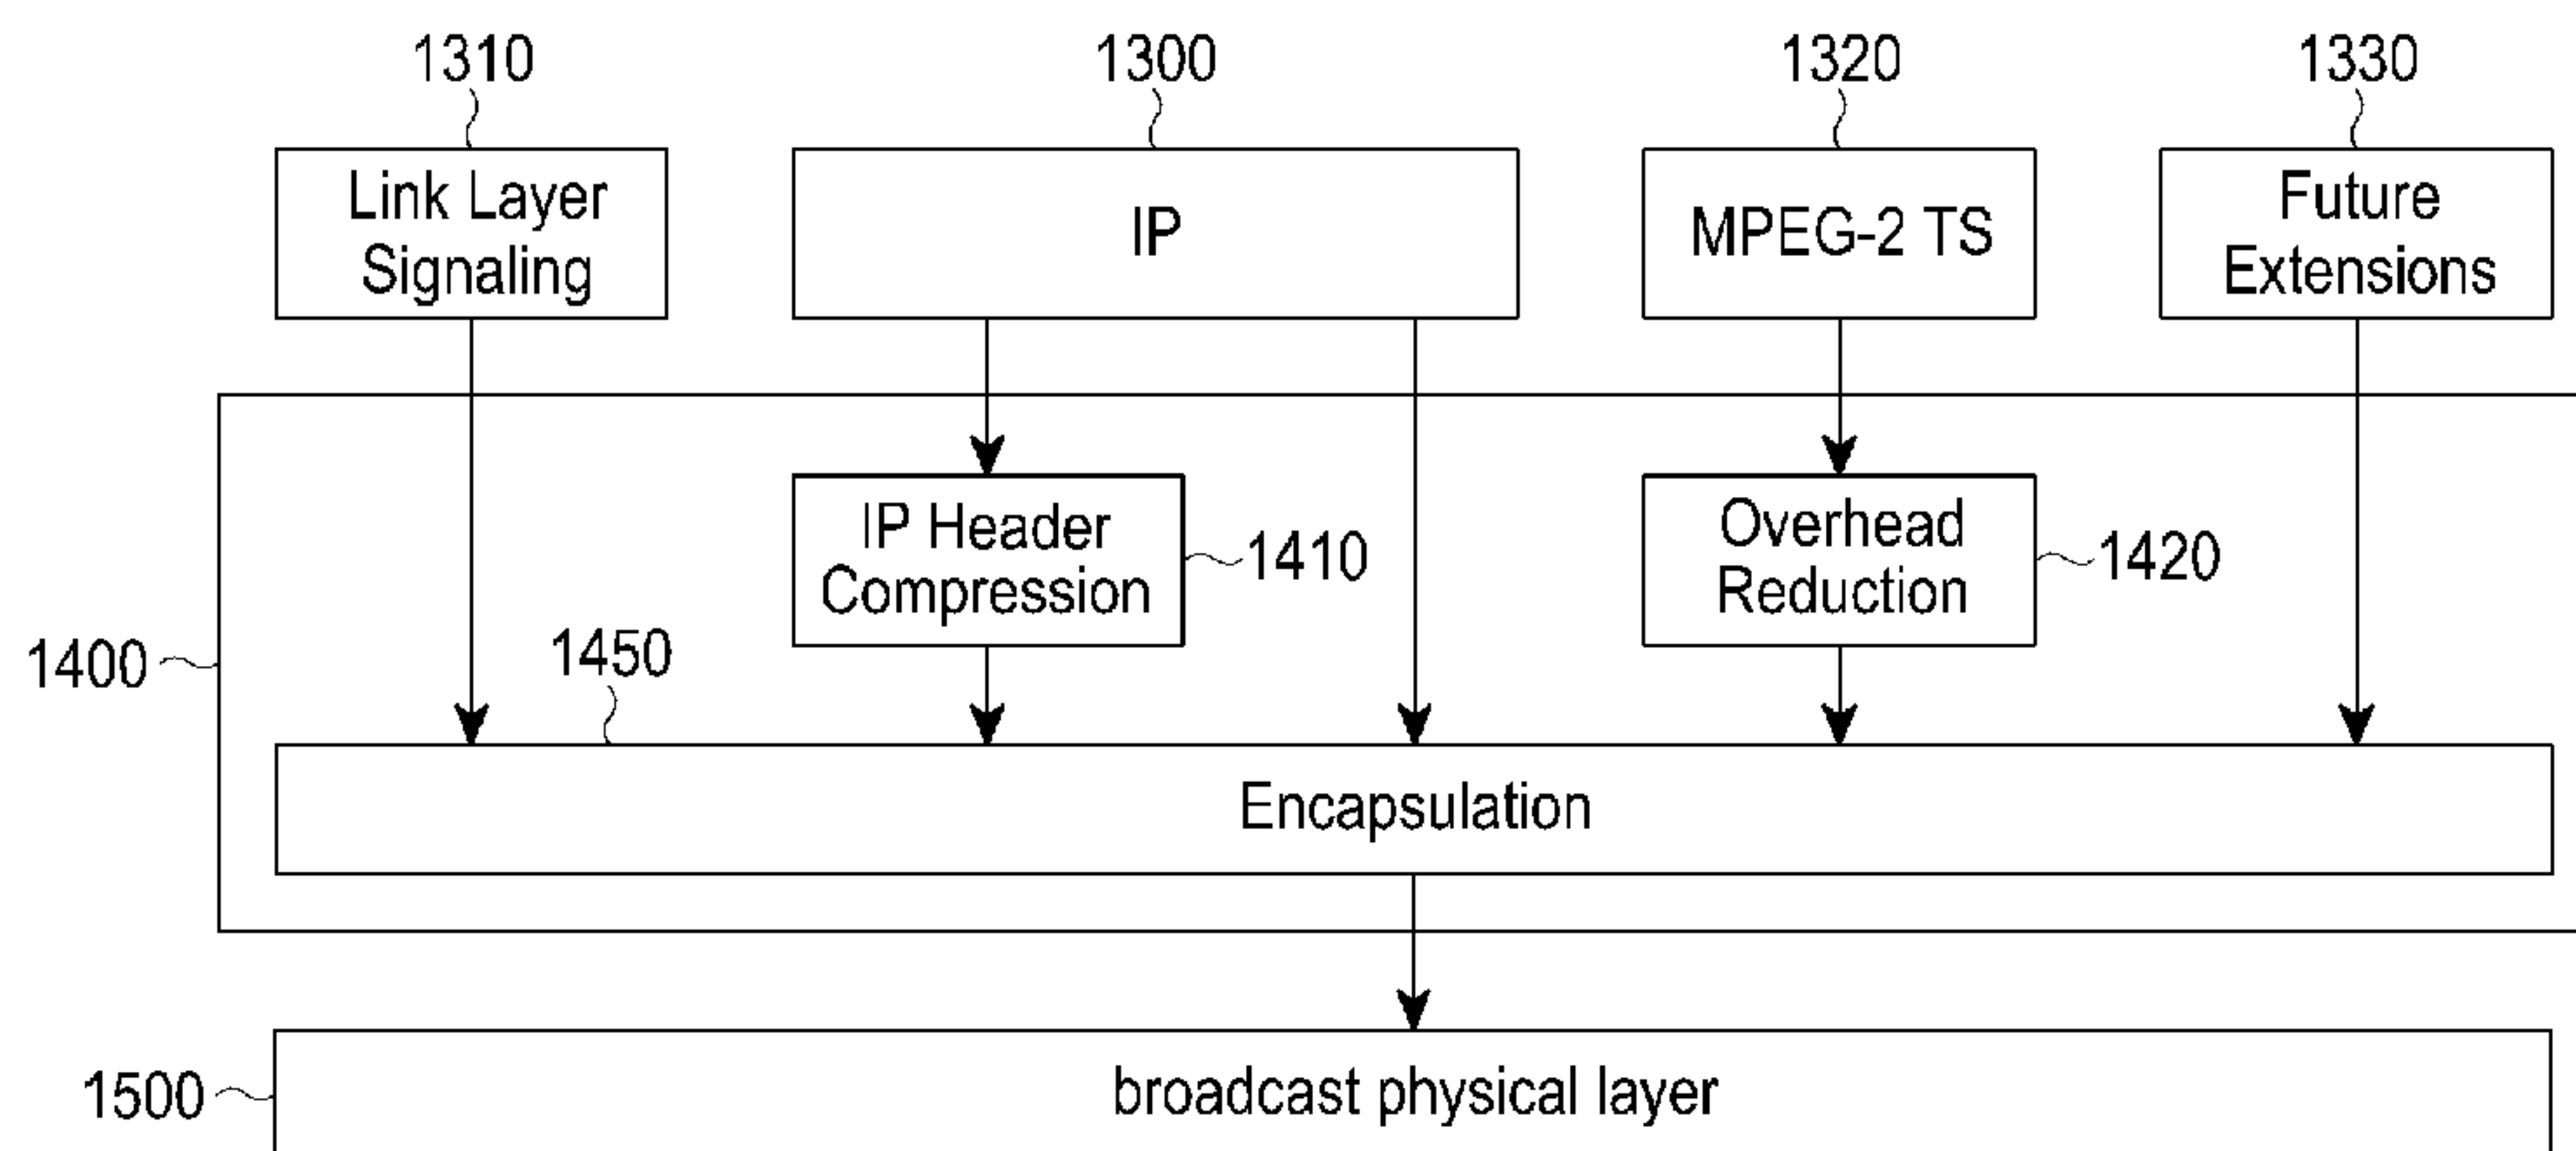 1310
1300
1320
1330
Link Layer
Signaling
IP
MPEG-2 TS
Future
Extensions
IP Header
Compression
1410
Overhead
Reduction
1420
1400
1450
Encapsulation
1500
broadcast physical layer